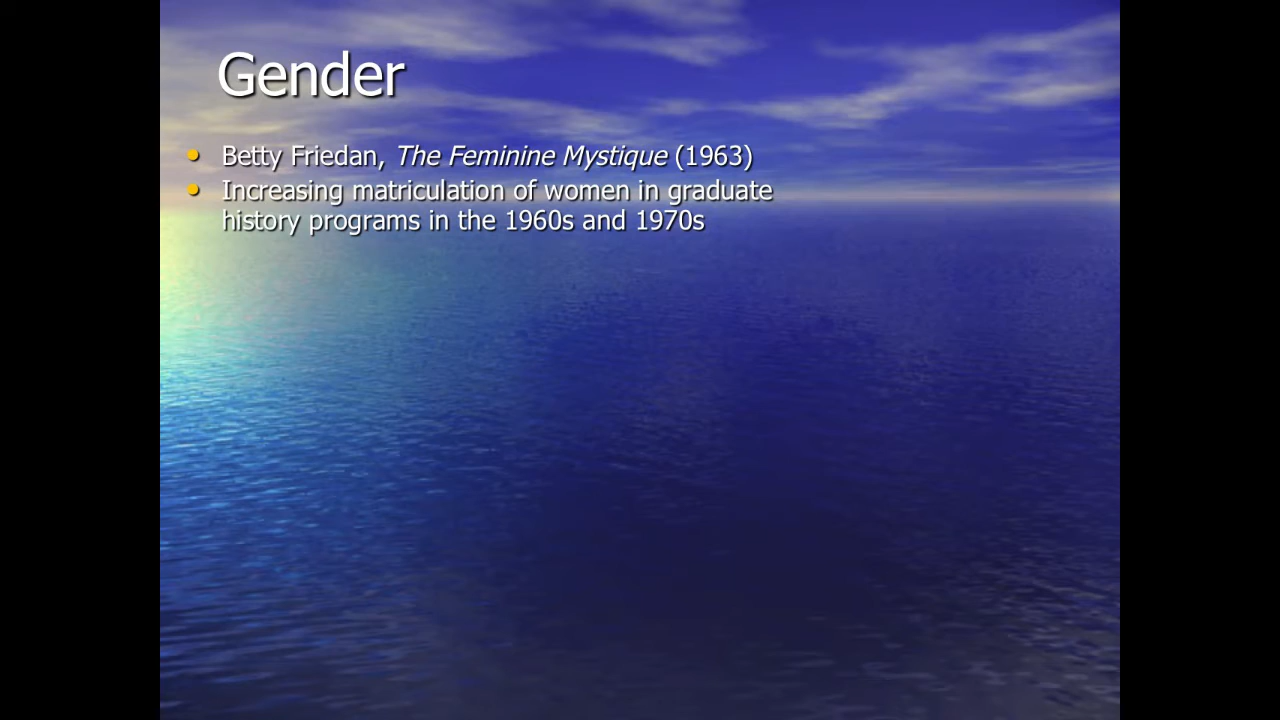 Gender
• Betty Friedan, The Feminine Mystique (1963)
• Increasing matriculation of women in graduate
history programs in the 1960s and 1970s